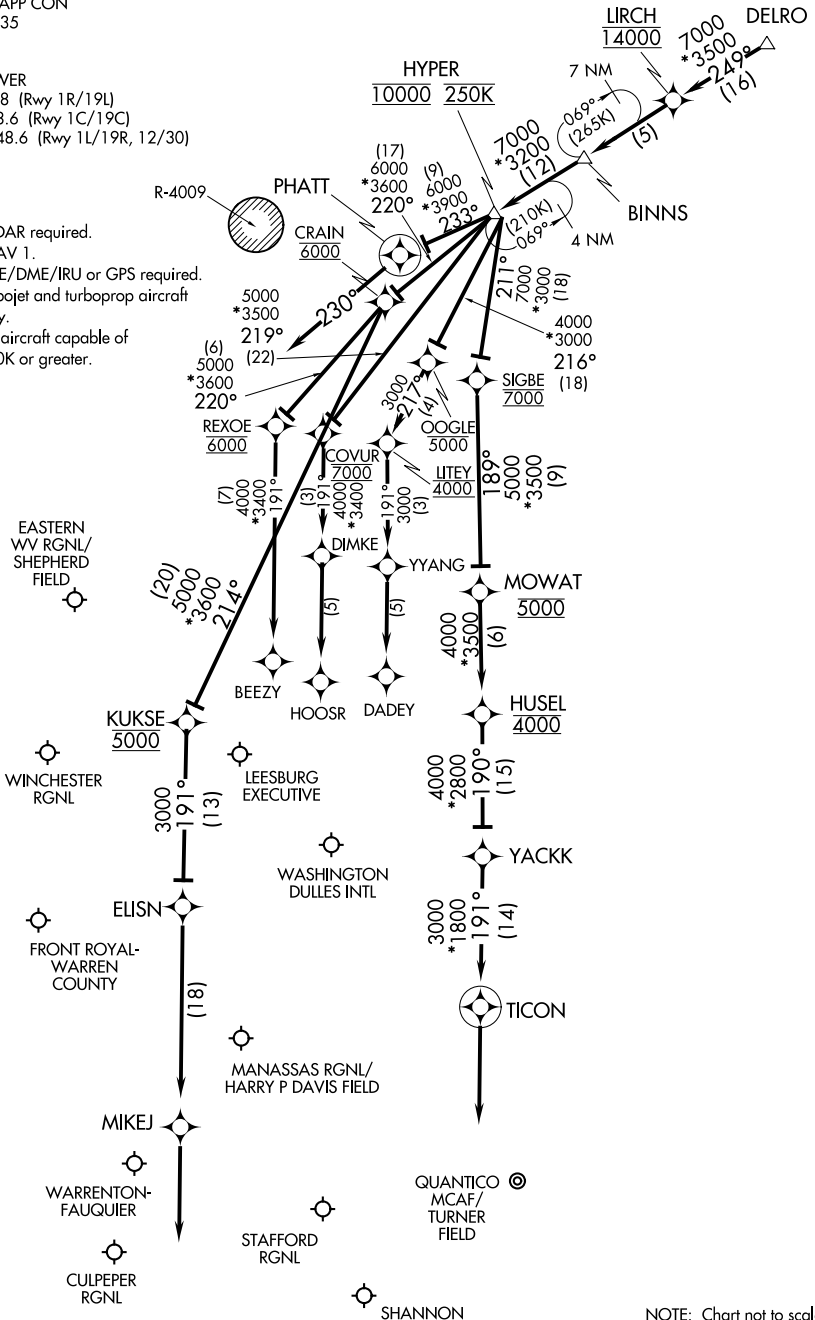 APP CON
35
VER
8 (Rwy 1R/19L)
3.6 (Rwy 1C/19C)
48.6 (Rwy 1L/19R, 12/30)
DAR required.
AV 1.
E/DME/IRU or GPS required.
bojet and turboprop aircraft
y.
aircraft capable of
0K or greater.
DELRO
LIRCH
14000
7000
*3500
249°
(16)
7 NM
069°
(265K)
(5)
BINNS
7000
*3200
(12)
HYPER
10000 250K
(210K)
069°
4 NM
(9)
6000
*3900
233°
(17)
6000
*3600
220°
PHATT
R-4009
CRAIN
6000
230°
5000
*3500
219°
(22)
(6)
5000
*3600
220°
211°
7000
*3000
(18)
4000
*3000
216°
(18)
SIGBE
7000
OOGLE
5000
3000
217°
(4)
LITEY
4000
REXOE
6000
COVUR
7000
(7)
4000
*3400
191°
(3)
191°
4000
*3400
191°
3000
(3)
189°
5000
*3500
(9)
DIMKE
YYANG
(5)
(5)
BEEZY
HOOSR
DADEY
MOWAT
5000
4000
*3500
(6)
HUSEL
4000
4000
*2800
190°
(15)
YACKK
3000
*1800
191°
(14)
TICON
(20)
5000
*3600
214°
KUKSE
5000
3000
191°
(13)
ELISN
(18)
MIKEJ
EASTERN
WV RGNL/
SHEPHERD
FIELD
WINCHESTER
RGNL
LEESBURG
EXECUTIVE
WASHINGTON
DULLES INTL
FRONT ROYAL-
WARREN
COUNTY
MANASSAS RGNL/
HARRY P DAVIS FIELD
WARRENTON-
FAUQUIER
CULPEPER
RGNL
STAFFORD
RGNL
QUANTICO
MCAF/
TURNER
FIELD
SHANNON
NOTE: Chart not to scal